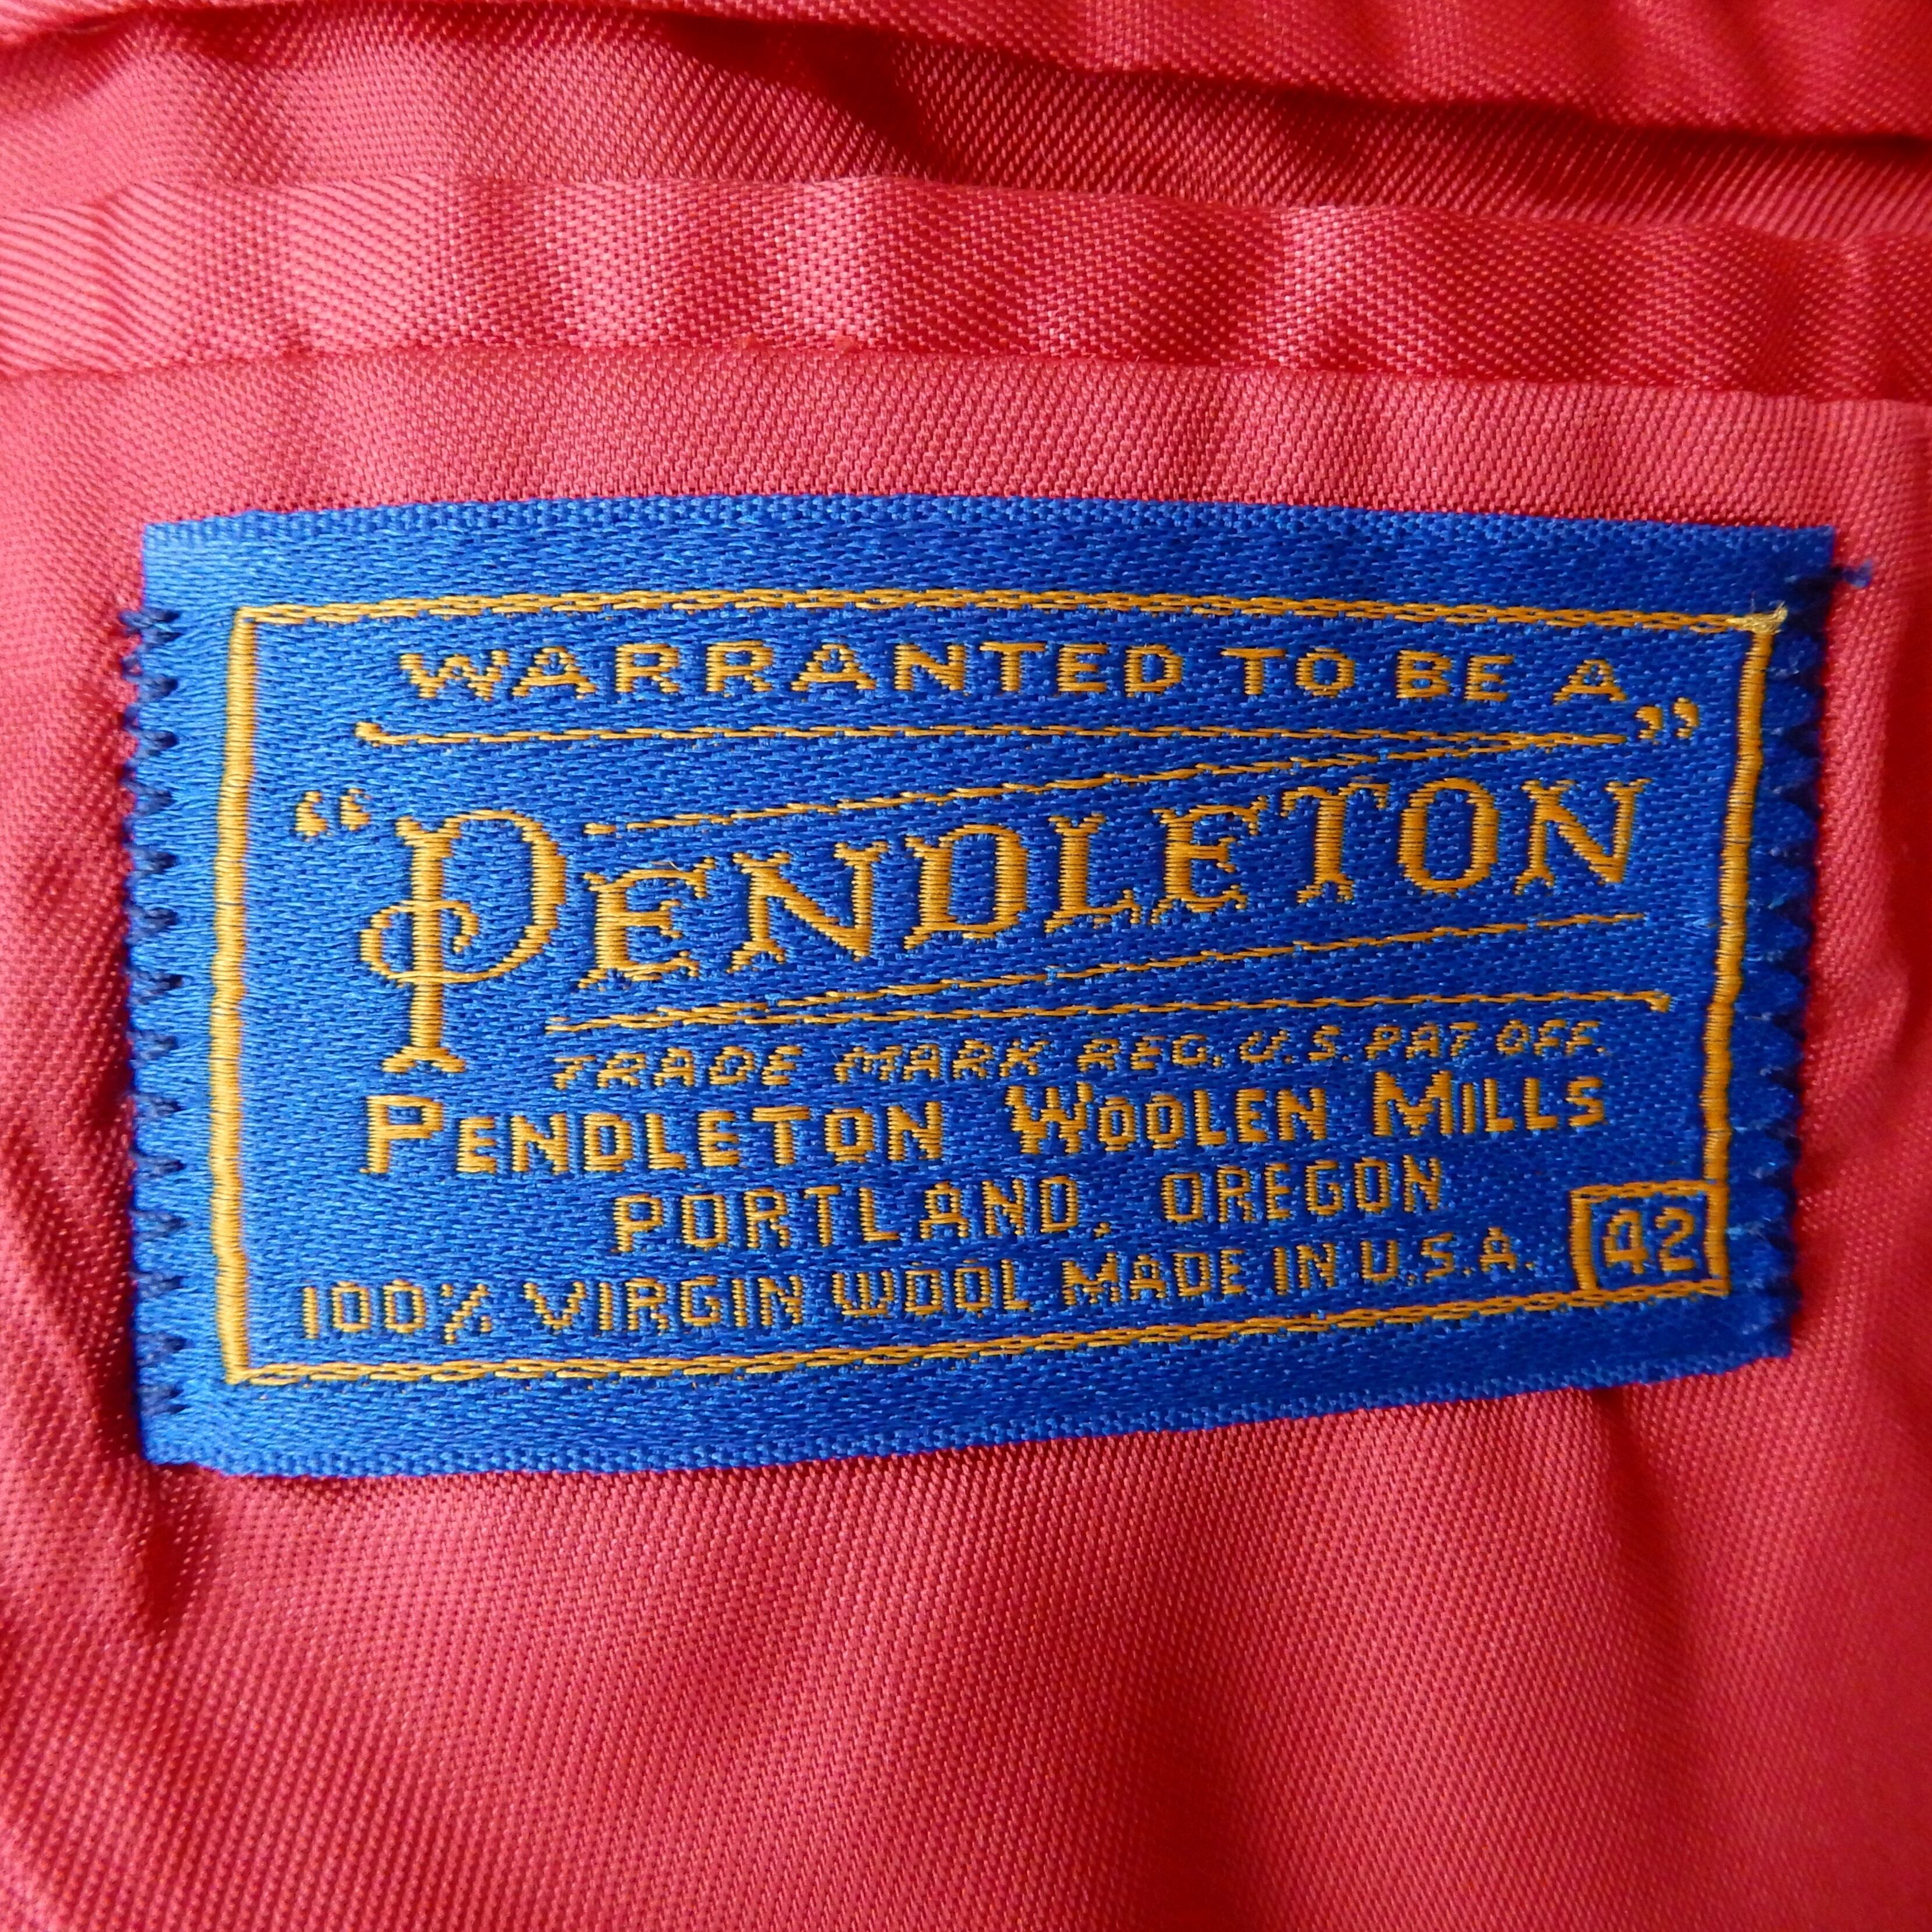 WARRANTED TO BE A
“PENDLETON”
TRADE MARK REG. U.S. PAT OFF.
PENDLETON WOOLEN MILLS
PORTLAND, OREGON
100% VIRGIN WOOL MADE IN U.S.A. 42